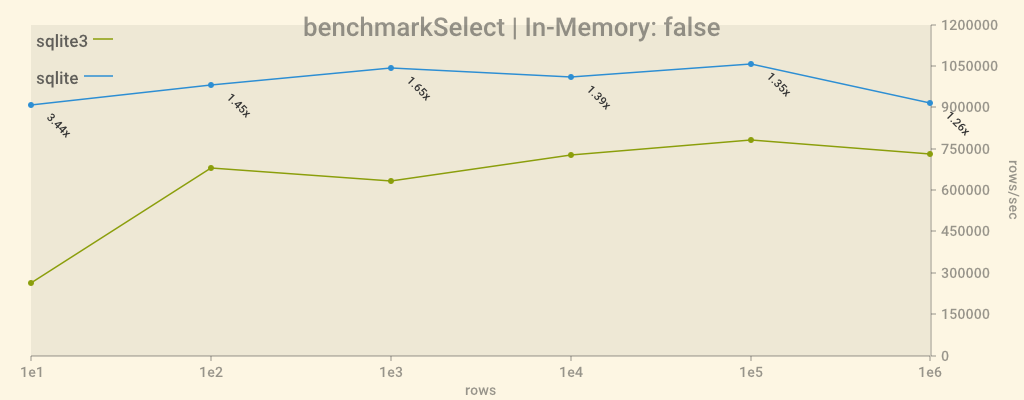 benchmarkSelect | In-Memory: false
sqlite3
sqlite
3.44x
1.45x
1.65x
1.39x
1.35x
1.26x
1200000
1050000
900000
750000
600000
450000
300000
150000
0
rows/sec
1e1 1e2 1e3 1e4 1e5 1e6
rows